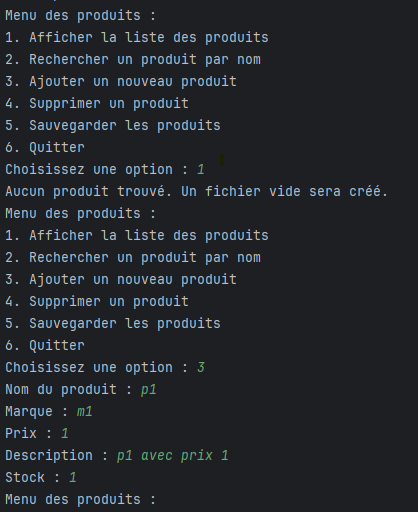 Menu des produits :
1. Afficher la liste des produits
2. Rechercher un produit par nom
3. Ajouter un nouveau produit
4. Supprimer un produit
5. Sauvegarder les produits
6. Quitter
Choisissez une option : 1
Aucun produit trouvé. Un fichier vide sera créé.
Menu des produits :
1. Afficher la liste des produits
2. Rechercher un produit par nom
3. Ajouter un nouveau produit
4. Supprimer un produit
5. Sauvegarder les produits
6. Quitter
Choisissez une option : 3
Nom du produit : p1
Marque : m1
Prix : 1
Description : p1 avec prix 1
Stock : 1
Menu des produits :